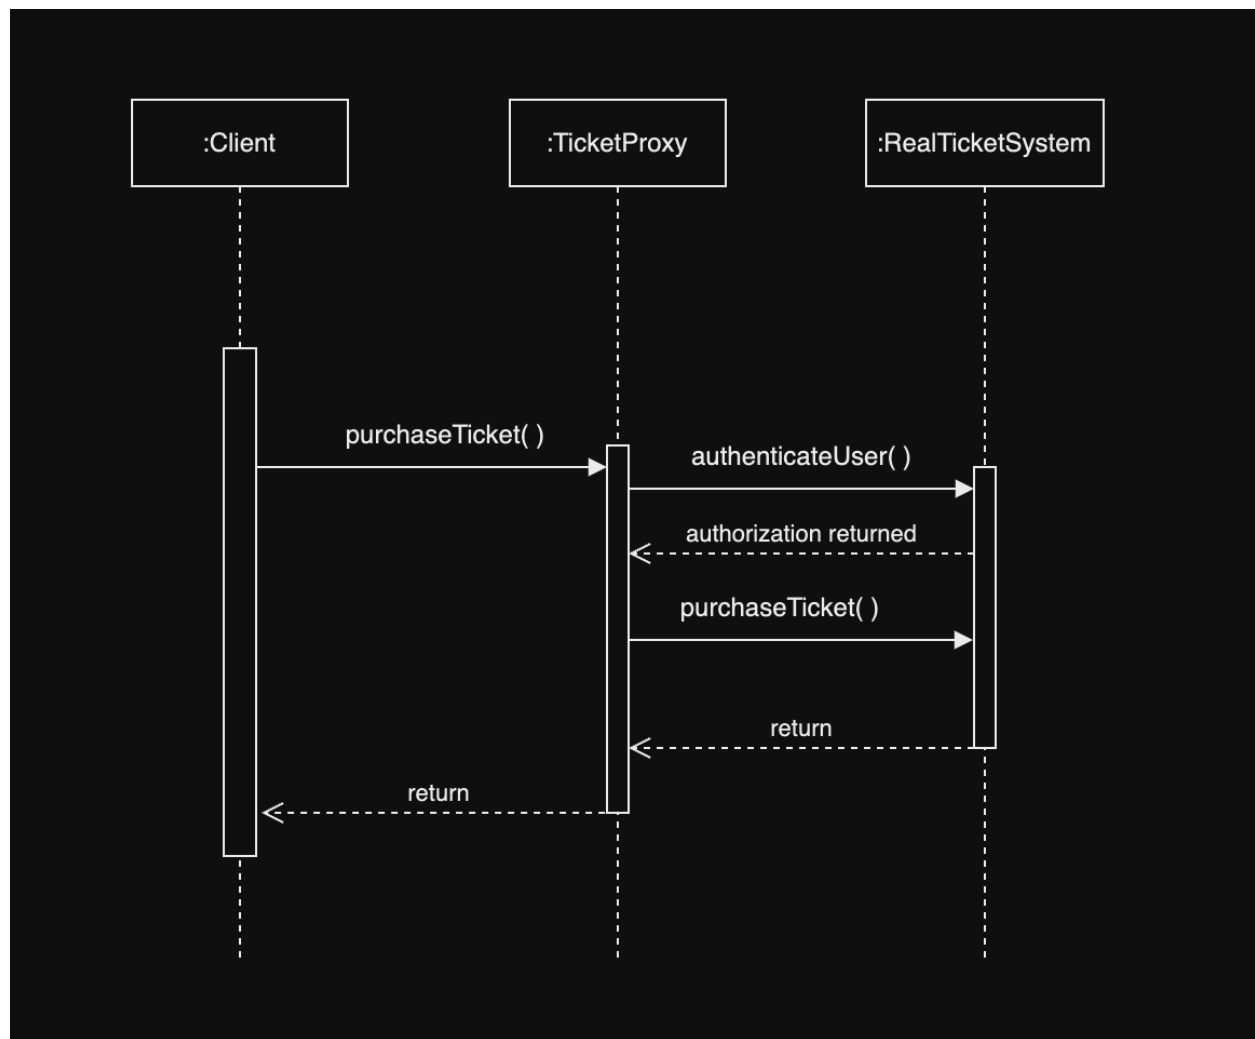 :Client
:TicketProxy
:RealTicketSystem
purchaseTicket( )
authenticateUser( )
authorization returned
purchaseTicket( )
return
return